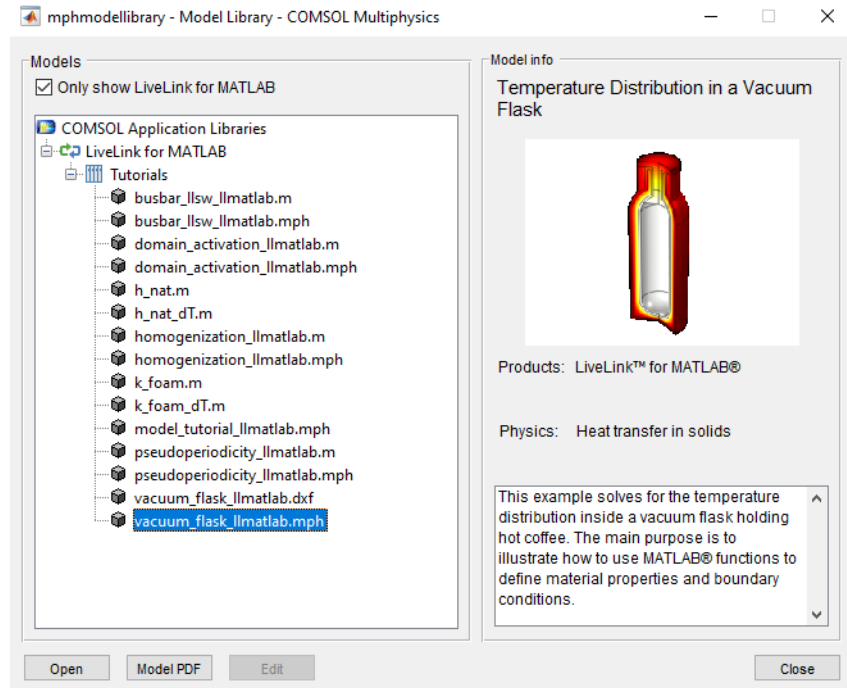 mphmodellibrary - Model Library - COMSOL Multiphysics
Models
Only show LiveLink for MATLAB
COMSOL Application Libraries
LiveLink for MATLAB
Tutorials
busbar_llsw_llmatlab.m
busbar_llsw_llmatlab.mph
domain_activation_llmatlab.m
domain_activation_llmatlab.mph
h_nat.m
h_nat_dT.m
homogenization_llmatlab.m
homogenization_llmatlab.mph
k_foam.m
k_foam_dT.m
model_tutorial_llmatlab.mph
pseudoperiodicity_llmatlab.m
pseudoperiodicity_llmatlab.mph
vacuum_flask_llmatlab.dxf
vacuum_flask_llmatlab.mph
Model info
Temperature Distribution in a Vacuum
Flask
Products: LiveLink™ for MATLAB®
Physics: Heat transfer in solids
This example solves for the temperature
distribution inside a vacuum flask holding
hot coffee. The main purpose is to
illustrate how to use MATLAB® functions to
define material properties and boundary
conditions.
Open Model PDF Edit Close